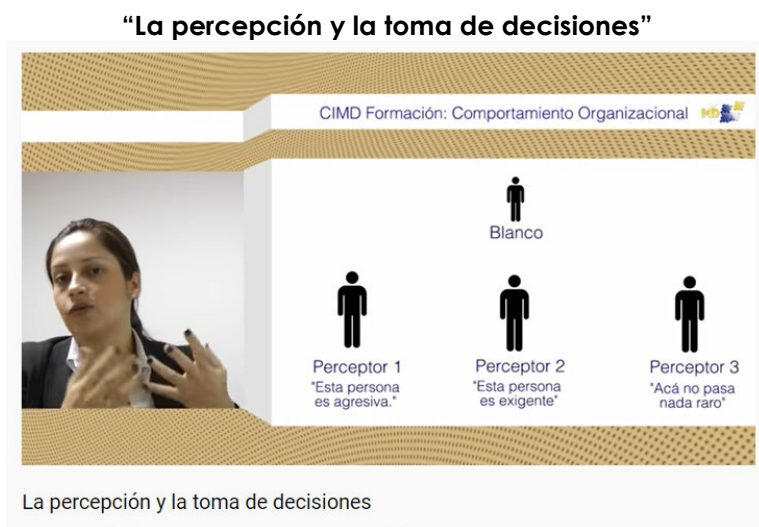 “La percepción y la toma de decisiones”
CIMD Formación: Comportamiento Organizacional
MD
Blanco
Perceptor 1
"Esta persona
es agresiva."
Perceptor 2
"Esta persona
es exigente"
Perceptor 3
"Acá no pasa
nada raro"
La percepción y la toma de decisiones